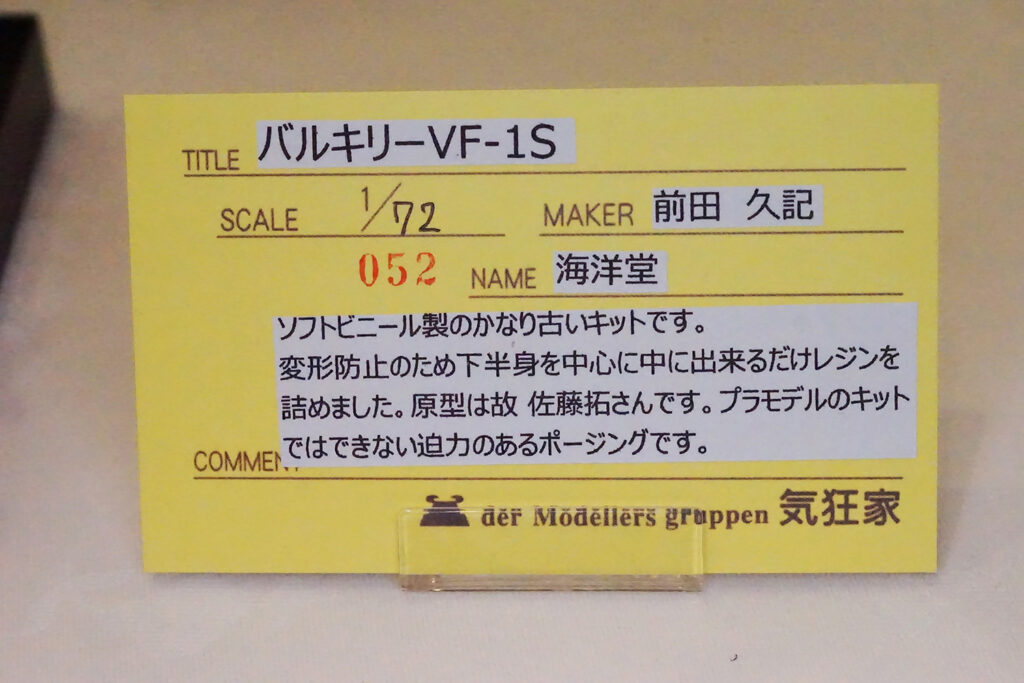 TITLE バルキリーVF-1S
SCALE 1/72 MAKER 前田 久記
052 NAME 海洋堂
ソフトビニール製のかなり古いキットです。
変形防止のため下半身を中心に中に出来るだけレジンを
詰めました。原型は故 佐藤拓さんです。プラモデルのキット
ではできない迫力のあるポージングです。
COMMENT
der Modellers gruppen 気狂家